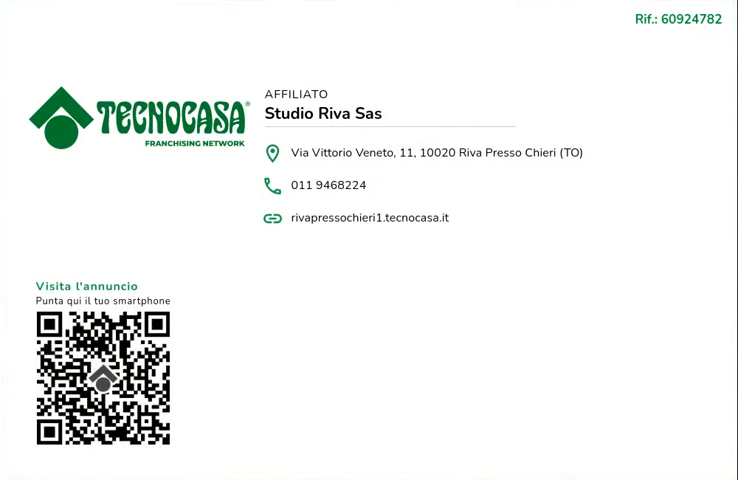 Rif.: 60924782
TECNOCASA®
FRANCHISING NETWORK
AFFILIATO
Studio Riva Sas
Via Vittorio Veneto, 11, 10020 Riva Presso Chieri (TO)
011 9468224
rivapressochieri1.tecnocasa.it
Visita l'annuncio
Punta qui il tuo smartphone